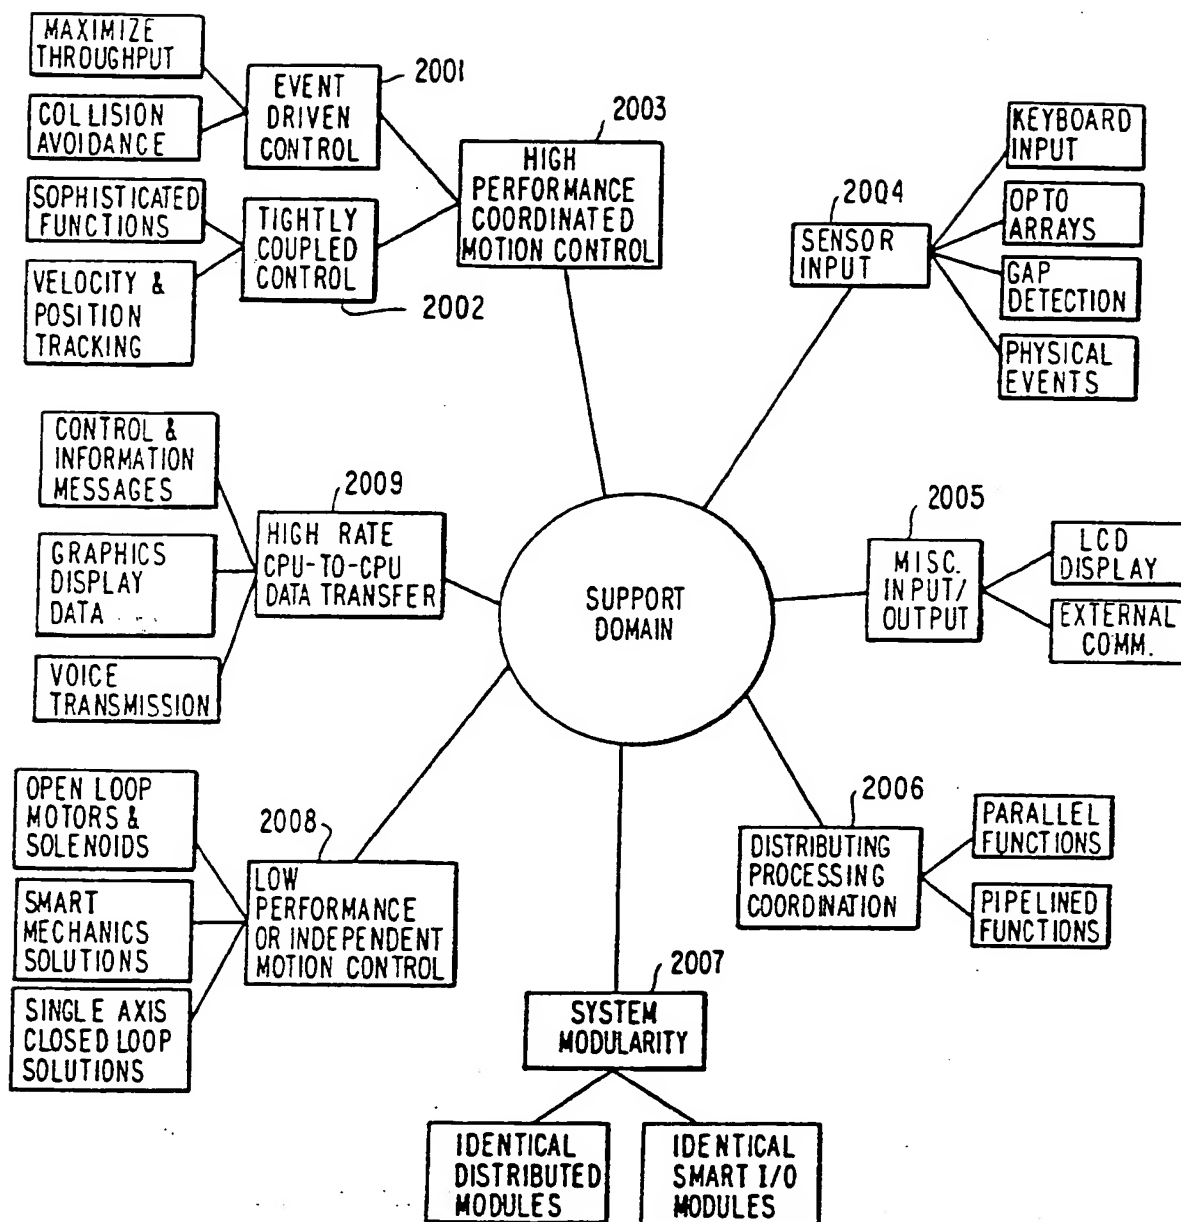 MAXIMIZE
THROUGHPUT
COLLISION
AVOIDANCE
SOPHISTICATED
FUNCTIONS
VELOCITY &
POSITION
TRACKING
EVENT
DRIVEN
CONTROL
2001
TIGHTLY
COUPLED
CONTROL
2002
2003
HIGH
PERFORMANCE
COORDINATED
MOTION CONTROL
2004
SENSOR
INPUT
KEYBOARD
INPUT
OPTO
ARRAYS
GAP
DETECTION
PHYSICAL
EVENTS
CONTROL &
INFORMATION
MESSAGES
GRAPHICS
DISPLAY
DATA
VOICE
TRANSMISSION
2009
HIGH RATE
CPU-TO-CPU
DATA TRANSFER
SUPPORT
DOMAIN
2005
MISC.
INPUT/
OUTPUT
LCD
DISPLAY
EXTERNAL
COMM.
OPEN LOOP
MOTORS &
SOLENOIDS
SMART
MECHANICS
SOLUTIONS
SINGLE AXIS
CLOSED LOOP
SOLUTIONS
2008
LOW
PERFORMANCE
OR INDEPENDENT
MOTION CONTROL
2006
DISTRIBUTING
PROCESSING
COORDINATION
PARALLEL
FUNCTIONS
PIPELINED
FUNCTIONS
2007
SYSTEM
MODULARITY
IDENTICAL
DISTRIBUTED
MODULES
IDENTICAL
SMART I/O
MODULES